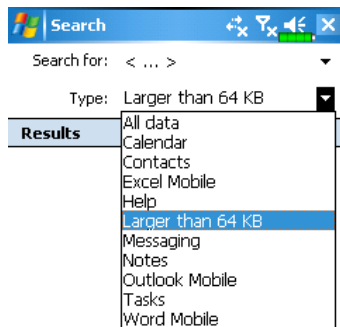 Search
Search for: < ... >
Type: Larger than 64 KB
Results
All data
Calendar
Contacts
Excel Mobile
Help
Larger than 64 KB
Messaging
Notes
Outlook Mobile
Tasks
Word Mobile